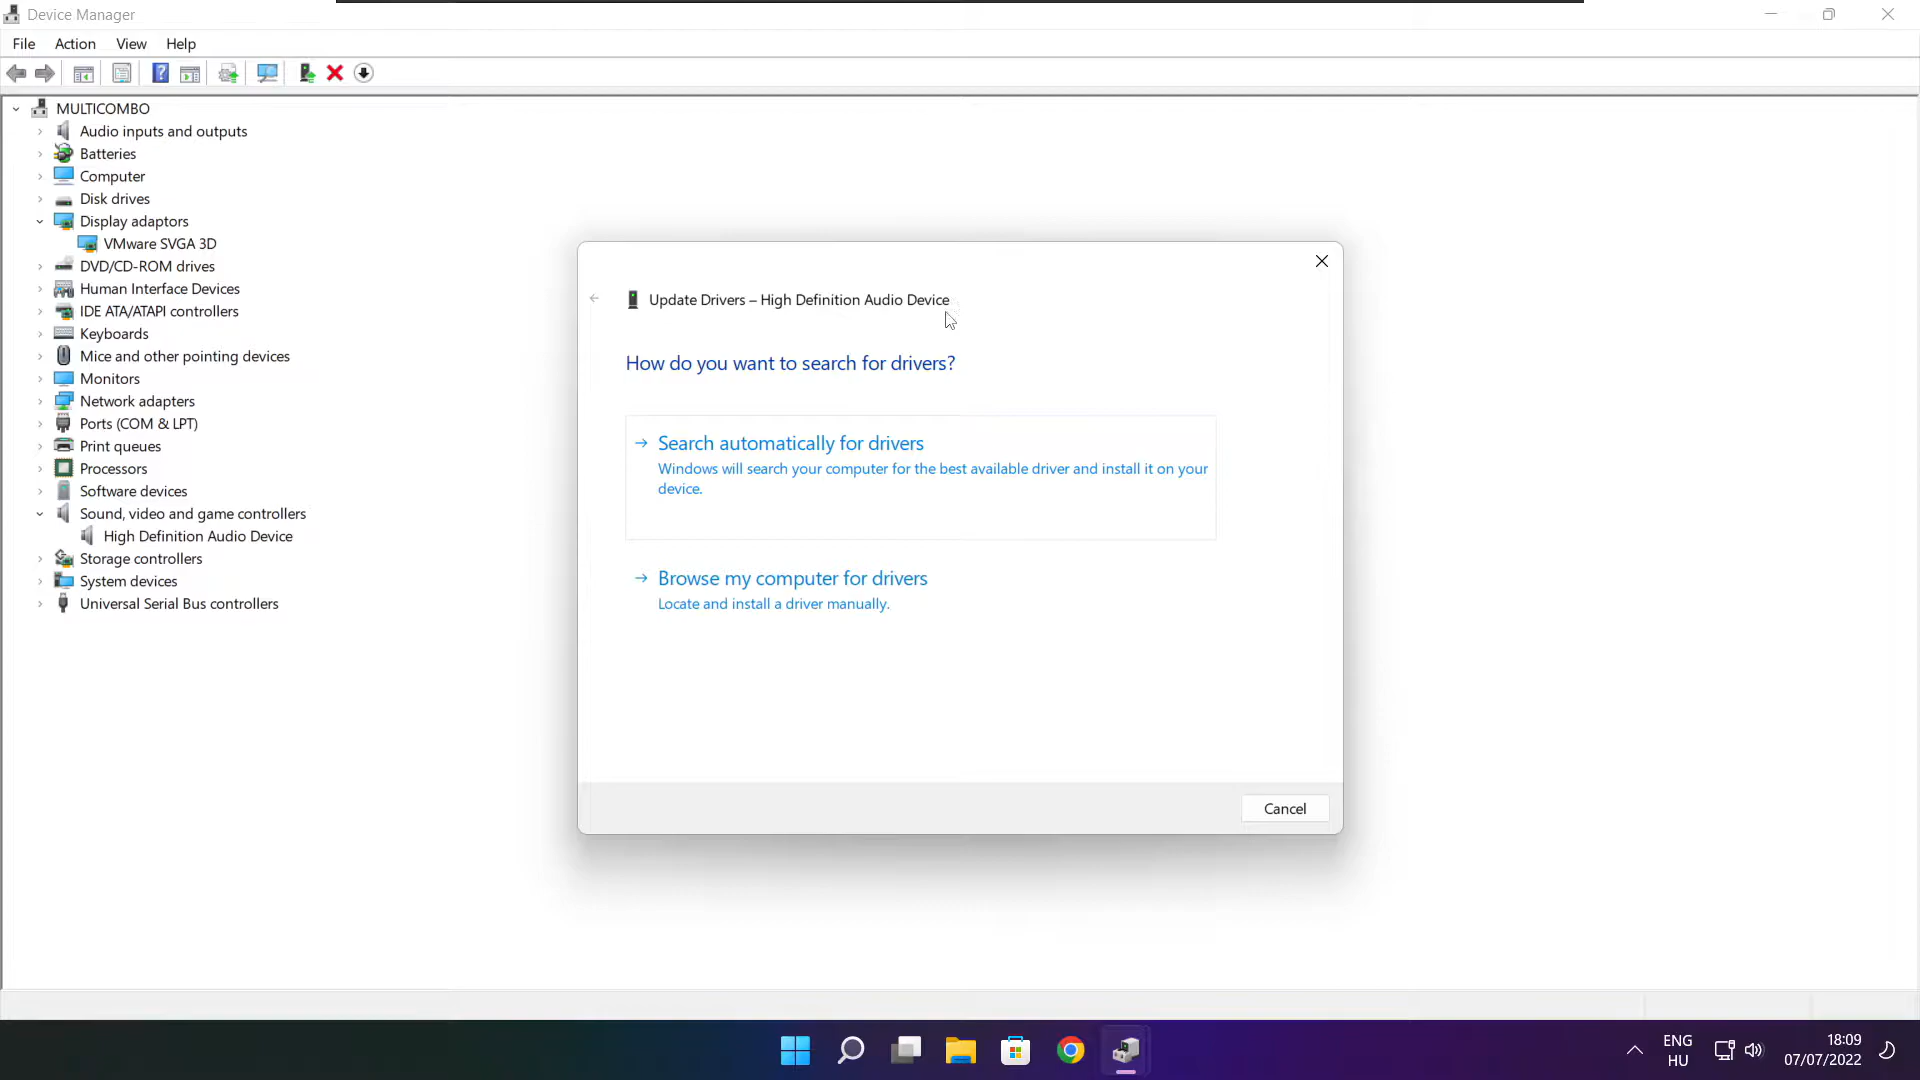 Device Manager
File Action View Help
MULTICOMBO
Audio inputs and outputs
Batteries
Computer
Disk drives
Display adaptors
VMware SVGA 3D
DVD/CD-ROM drives
Human Interface Devices
IDE ATA/ATAPI controllers
Keyboards
Mice and other pointing devices
Monitors
Network adapters
Ports (COM & LPT)
Print queues
Processors
Software devices
Sound, video and game controllers
High Definition Audio Device
Storage controllers
System devices
Universal Serial Bus controllers
Update Drivers – High Definition Audio Device
How do you want to search for drivers?
Search automatically for drivers
Windows will search your computer for the best available driver and install it on your
device.
Browse my computer for drivers
Locate and install a driver manually.
Cancel
ENG
HU
18:09
07/07/2022